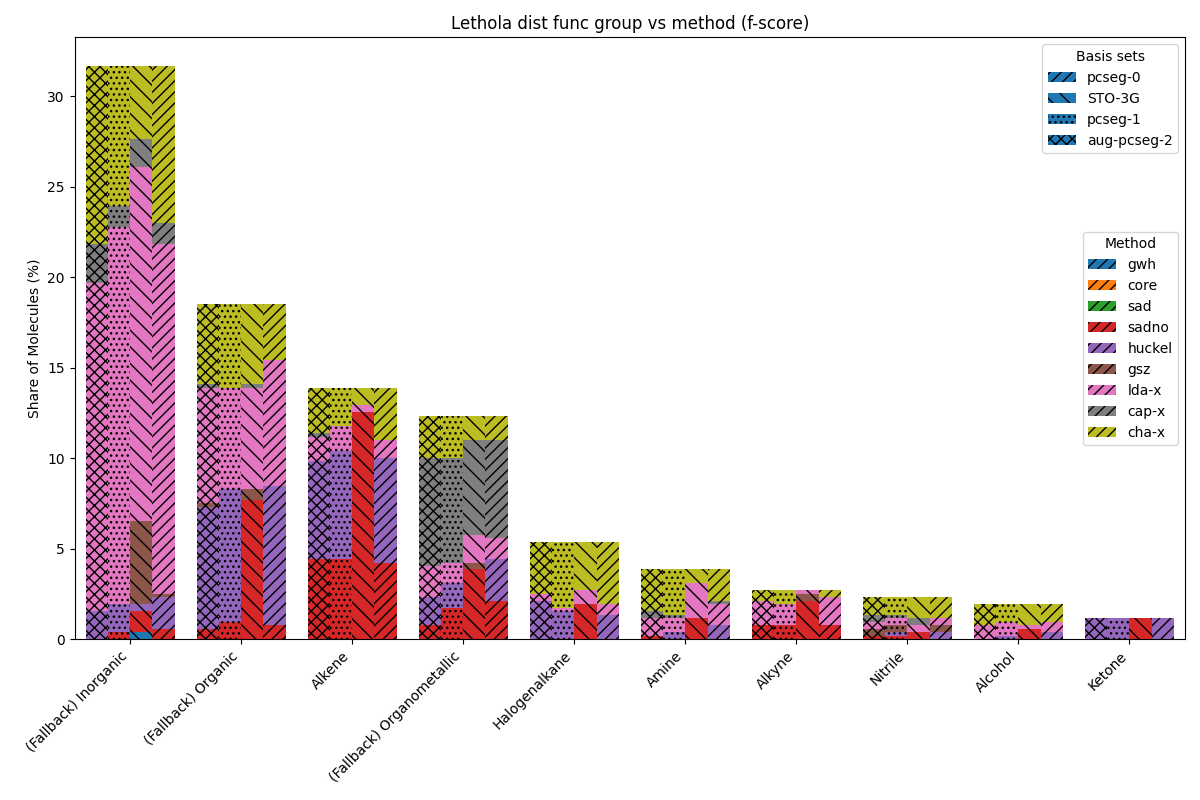 Lethola dist func group vs method (f-score)
Share of Molecules (%)
30
25
20
15
10
5
0
Basis sets
pcseg-0
STO-3G
pcseg-1
aug-pcseg-2
Method
gwh
core
sad
sadno
huckel
gsz
lda-x
cap-x
cha-x
(Fallback) Inorganic
(Fallback) Organic
Alkene
(Fallback) Organometallic
Halogenalkane
Amine
Alkyne
Nitrile
Alcohol
Ketone